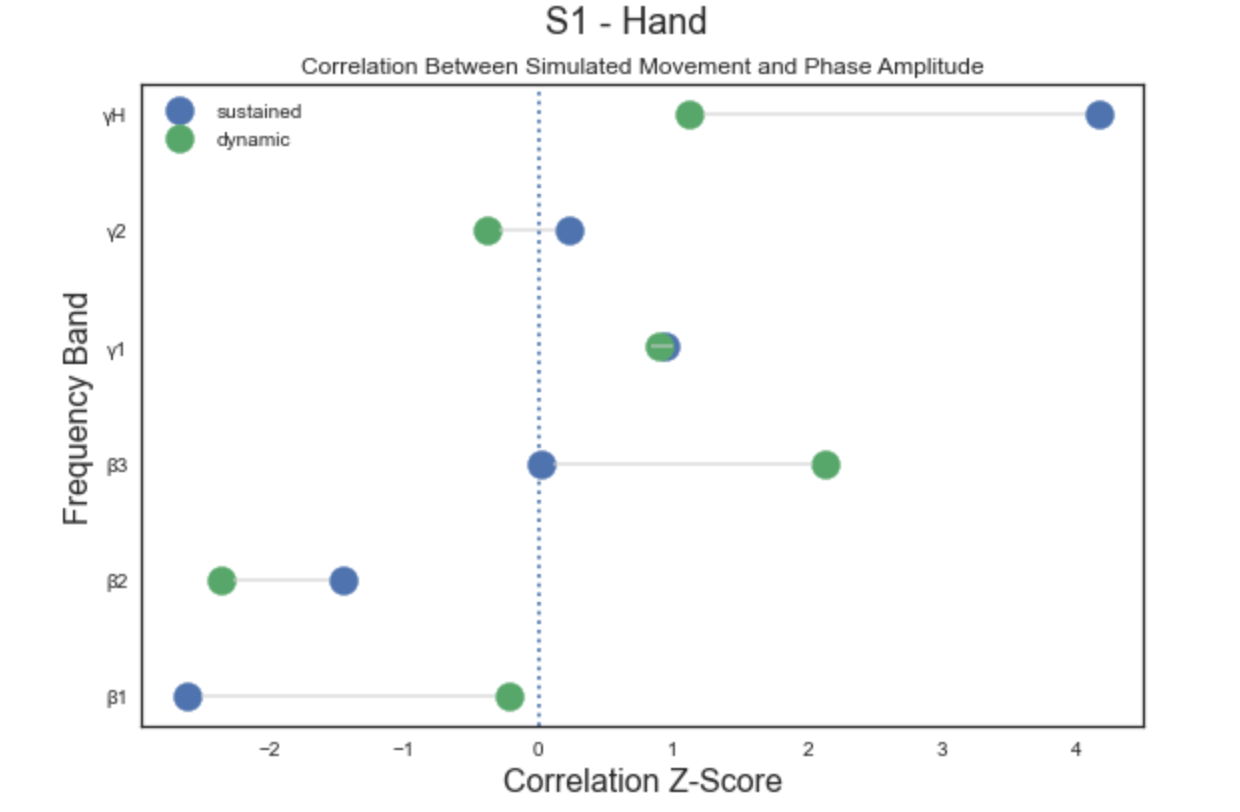 S1 - Hand
Correlation Between Simulated Movement and Phase Amplitude
sustained
dynamic
γH
γ2
γ1
β3
β2
β1
Frequency Band
−2 −1 0 1 2 3 4
Correlation Z-Score